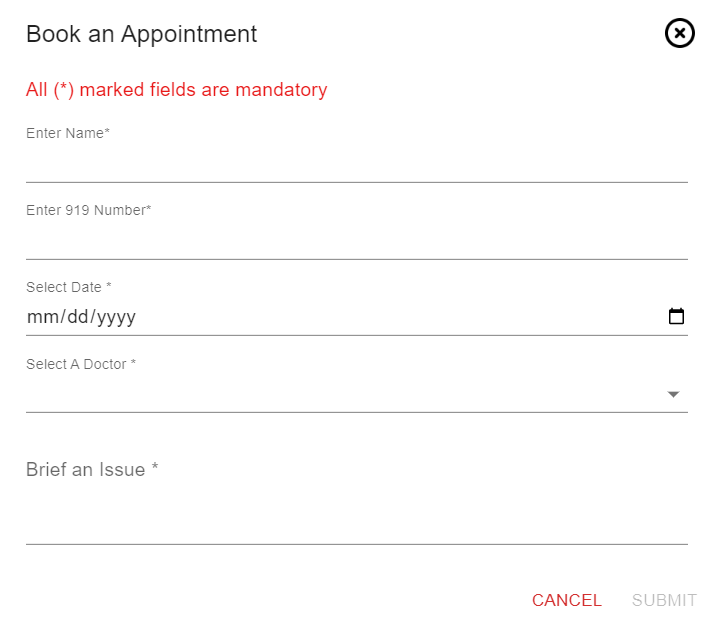 Book an Appointment
All (*) marked fields are mandatory
Enter Name*
Enter 919 Number*
Select Date *
mm/dd/yyyy
Select A Doctor *
Brief an Issue *
CANCEL SUBMIT